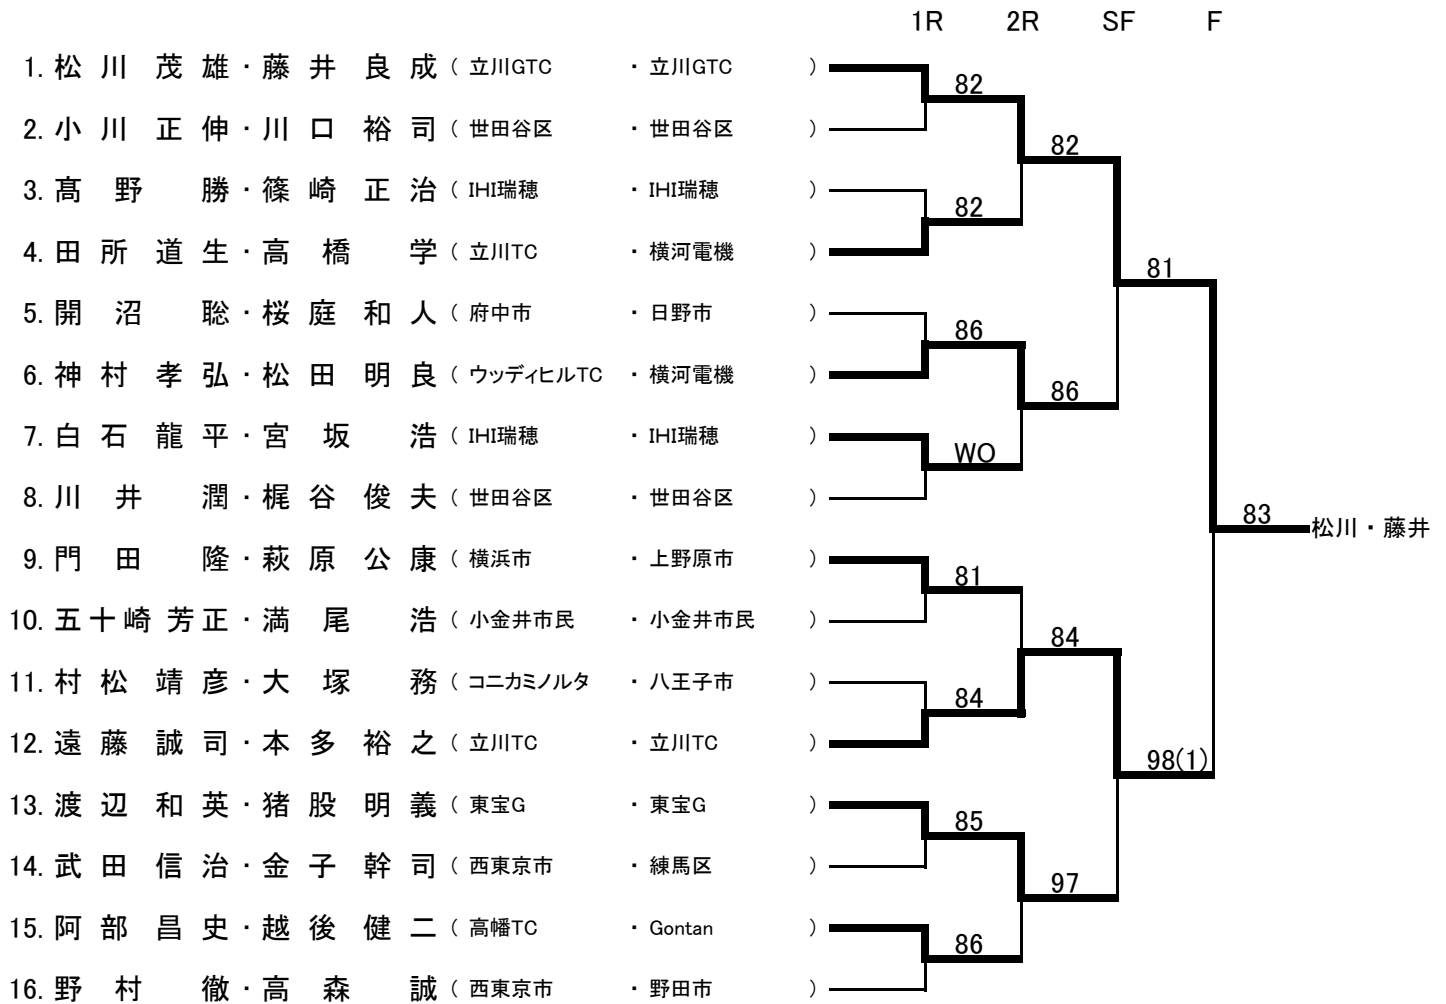 1R 2R SF F
1. 松川 茂雄・藤井 良成 ( 立川GTC ・ 立川GTC )
82
2. 小川 正伸・川口 裕司 ( 世田谷区 ・ 世田谷区 )
82
3. 髙野 勝・篠崎 正治 ( IHI瑞穂 ・ IHI瑞穂 )
82
4. 田所 道生・高橋 学 ( 立川TC ・ 横河電機 )
81
5. 開沼 聡・桜庭 和人 ( 府中市 ・ 日野市 )
86
6. 神村 孝弘・松田 明良 ( ウッディヒルTC ・ 横河電機 )
86
7. 白石 龍平・宮坂 浩 ( IHI瑞穂 ・ IHI瑞穂 )
WO
8. 川井 潤・梶谷 俊夫 ( 世田谷区 ・ 世田谷区 )
83 松川・藤井
9. 門田 隆・萩原 公康 ( 横浜市 ・ 上野原市 )
81
10. 五十崎 芳正・満尾 浩 ( 小金井市民 ・ 小金井市民 )
84
11. 村松 靖彦・大塚 務 ( コニカミノルタ ・ 八王子市 )
84
12. 遠藤 誠司・本多 裕之 ( 立川TC ・ 立川TC )
98(1)
13. 渡辺 和英・猪股 明義 ( 東宝G ・ 東宝G )
85
14. 武田 信治・金子 幹司 ( 西東京市 ・ 練馬区 )
97
15. 阿部 昌史・越後 健二 ( 高幡TC ・ Gontan )
86
16. 野村 徹・高森 誠 ( 西東京市 ・ 野田市 )